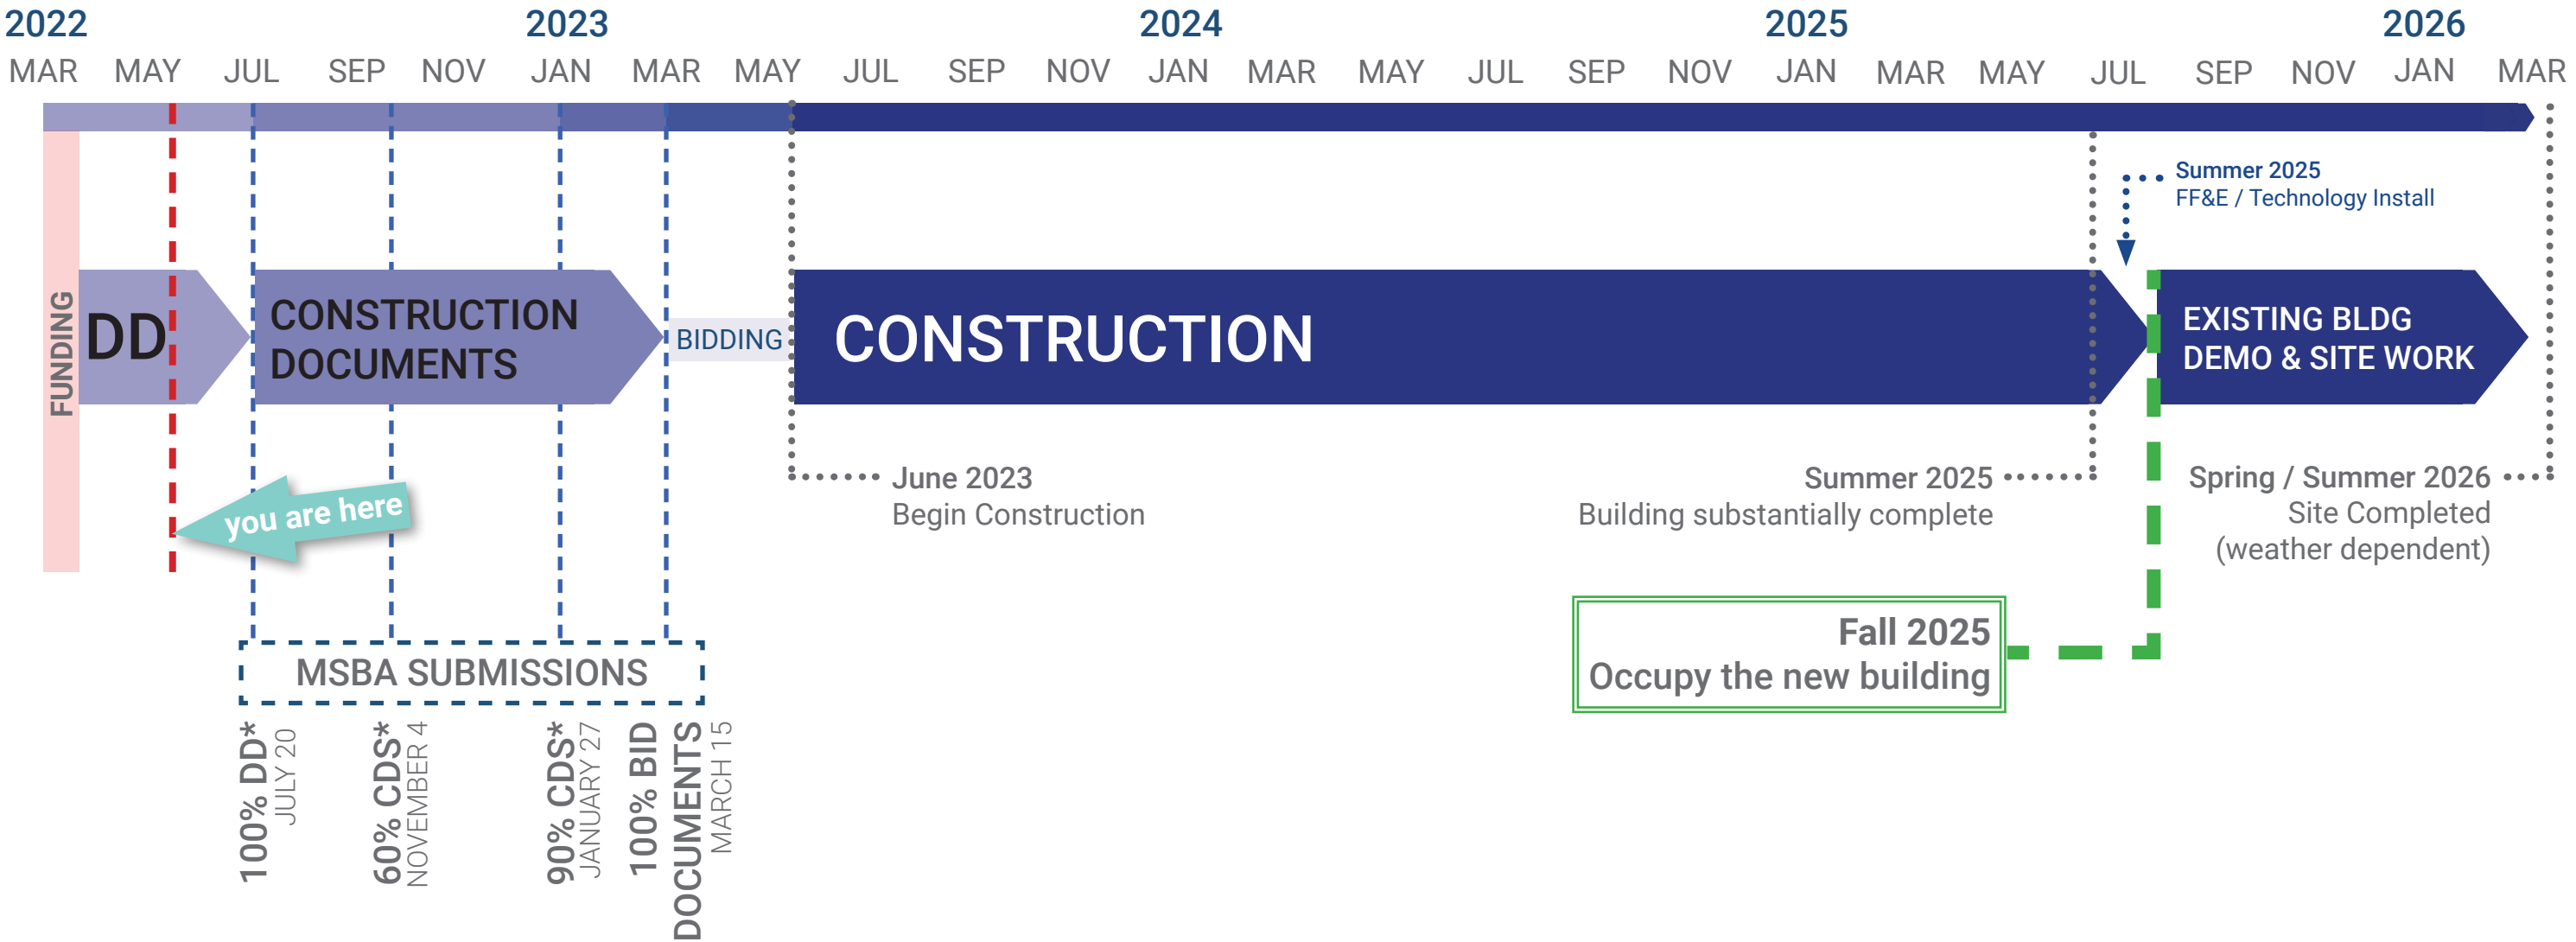 2022 2023 2024 2025 2026
MAR MAY JUL SEP NOV JAN MAR MAY JUL SEP NOV JAN MAR MAY JUL SEP NOV JAN MAR MAY JUL SEP NOV JAN MAR
Summer 2025
FF&E / Technology Install
FUNDING
DD
CONSTRUCTION
DOCUMENTS
BIDDING
CONSTRUCTION
EXISTING BLDG
DEMO & SITE WORK
you are here
June 2023
Begin Construction
Summer 2025
Building substantially complete
Spring / Summer 2026
Site Completed
(weather dependent)
Fall 2025
Occupy the new building
MSBA SUBMISSIONS
100% DD*
JULY 20
60% CDS*
NOVEMBER 4
90% CDS*
JANUARY 27
100% BID
DOCUMENTS
MARCH 15